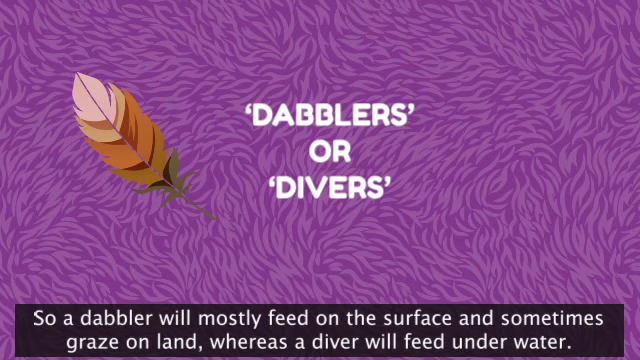 ‘DABBLERS’
OR
‘DIVERS’
So a dabbler will mostly feed on the surface and sometimes
graze on land, whereas a diver will feed under water.